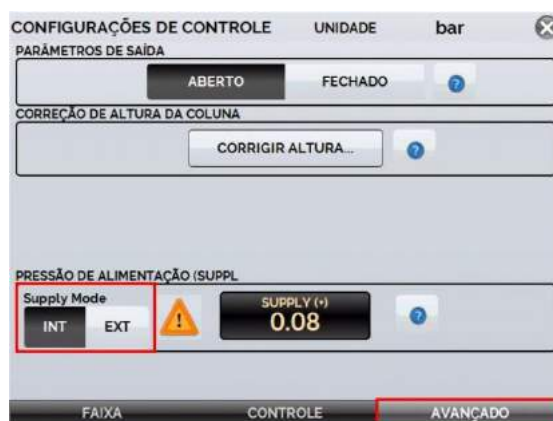 CONFIGURAÇÕES DE CONTROLE UNIDADE bar
PARÂMETROS DE SAÍDA
ABERTO FECHADO ?
CORREÇÃO DE ALTURA DA COLUNA
CORRIGIR ALTURA... ?
PRESSÃO DE ALIMENTAÇÃO (SUPPL
Supply Mode
INT EXT ! SUPPLY (+) ?
0.08
FAIXA CONTROLE AVANÇADO